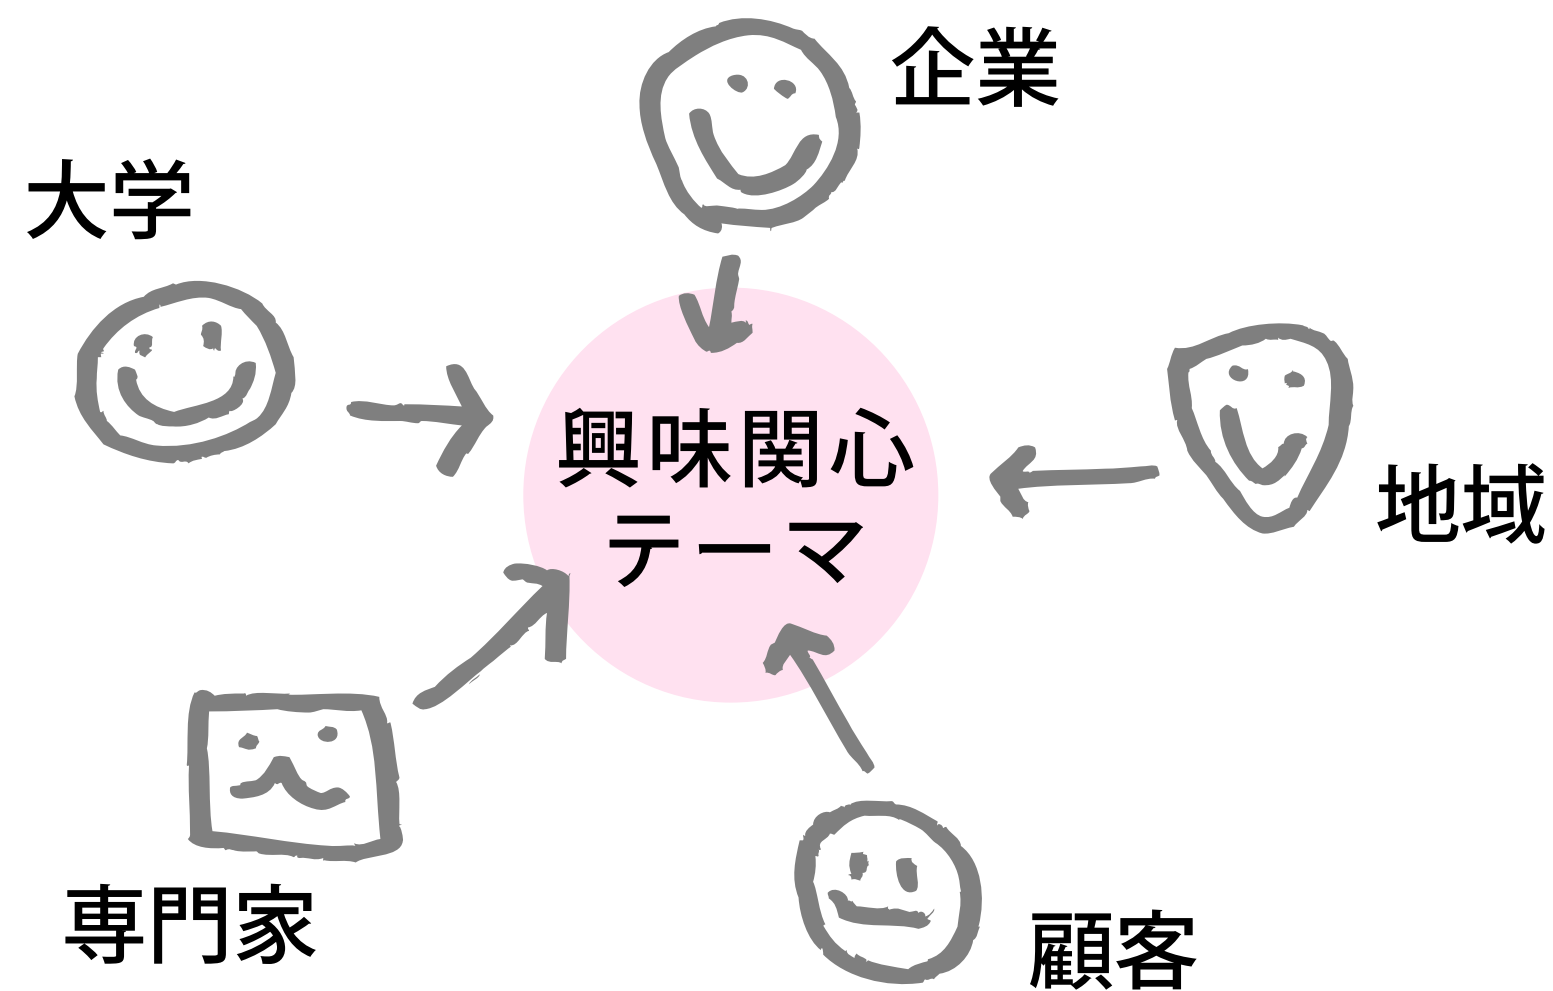 企業
大学
興味関心
テーマ
地域
専門家
顧客